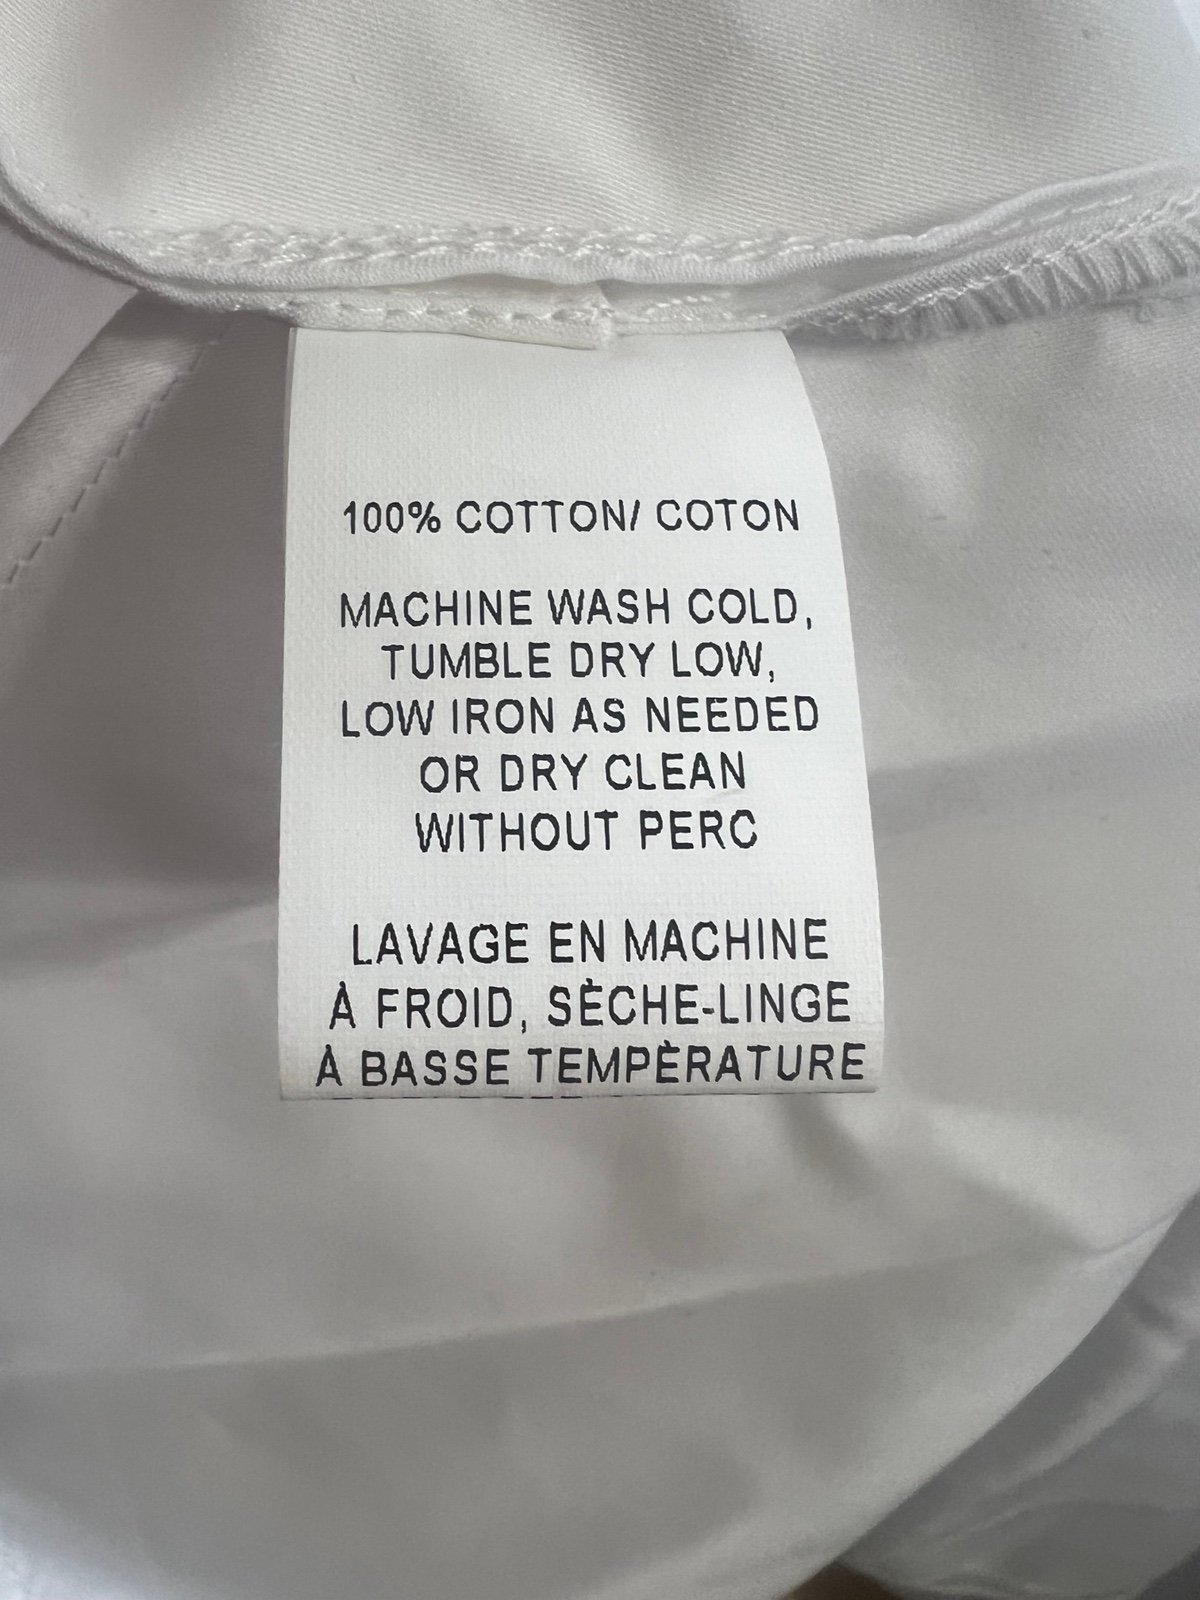 100% COTTON/ COTON
MACHINE WASH COLD,
TUMBLE DRY LOW,
LOW IRON AS NEEDED
OR DRY CLEAN
WITHOUT PERC
LAVAGE EN MACHINE
À FROID, SÈCHE-LINGE
À BASSE TEMPÈRATURE